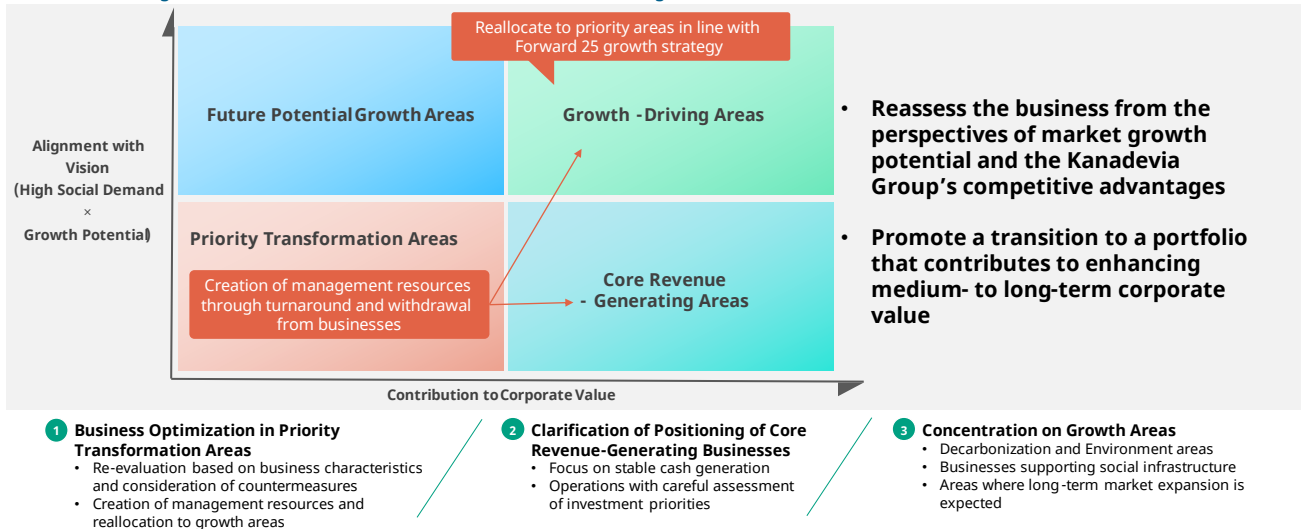 Reallocate to priority areas in line with
Forward 25 growth strategy
Future Potential Growth Areas
Growth - Driving Areas
Alignment with
Vision
(High Social Demand
×
Growth Potential)
Priority Transformation Areas
Creation of management resources
through turnaround and withdrawal
from businesses
Core Revenue
- Generating Areas
Contribution to Corporate Value
• Reassess the business from the
perspectives of market growth
potential and the Kanadevia
Group's competitive advantages
• Promote a transition to a portfolio
that contributes to enhancing
medium- to long-term corporate
value
1 Business Optimization in Priority
Transformation Areas
• Re-evaluation based on business characteristics
and consideration of countermeasures
• Creation of management resources and
reallocation to growth areas
2 Clarification of Positioning of Core
Revenue-Generating Businesses
• Focus on stable cash generation
• Operations with careful assessment
of investment priorities
3 Concentration on Growth Areas
• Decarbonization and Environment areas
• Businesses supporting social infrastructure
• Areas where long-term market expansion is
expected